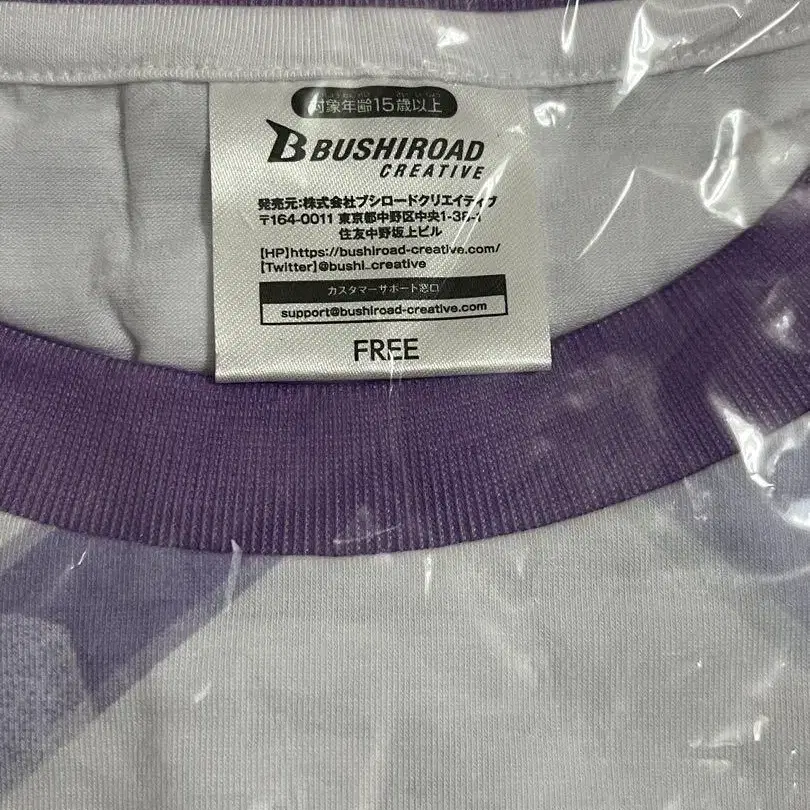 対象年齢15歳以上
BUSHIROAD
CREATIVE
発売元:株式会社ブシロードクリエイティブ
〒164-0011 東京都中野区中央1-38-1
住友中野坂上ビル
[HP]https://bushiroad-creative.com/
[Twitter]@bushi_creative
カスタマーサポート窓口
support@bushiroad-creative.com
FREE